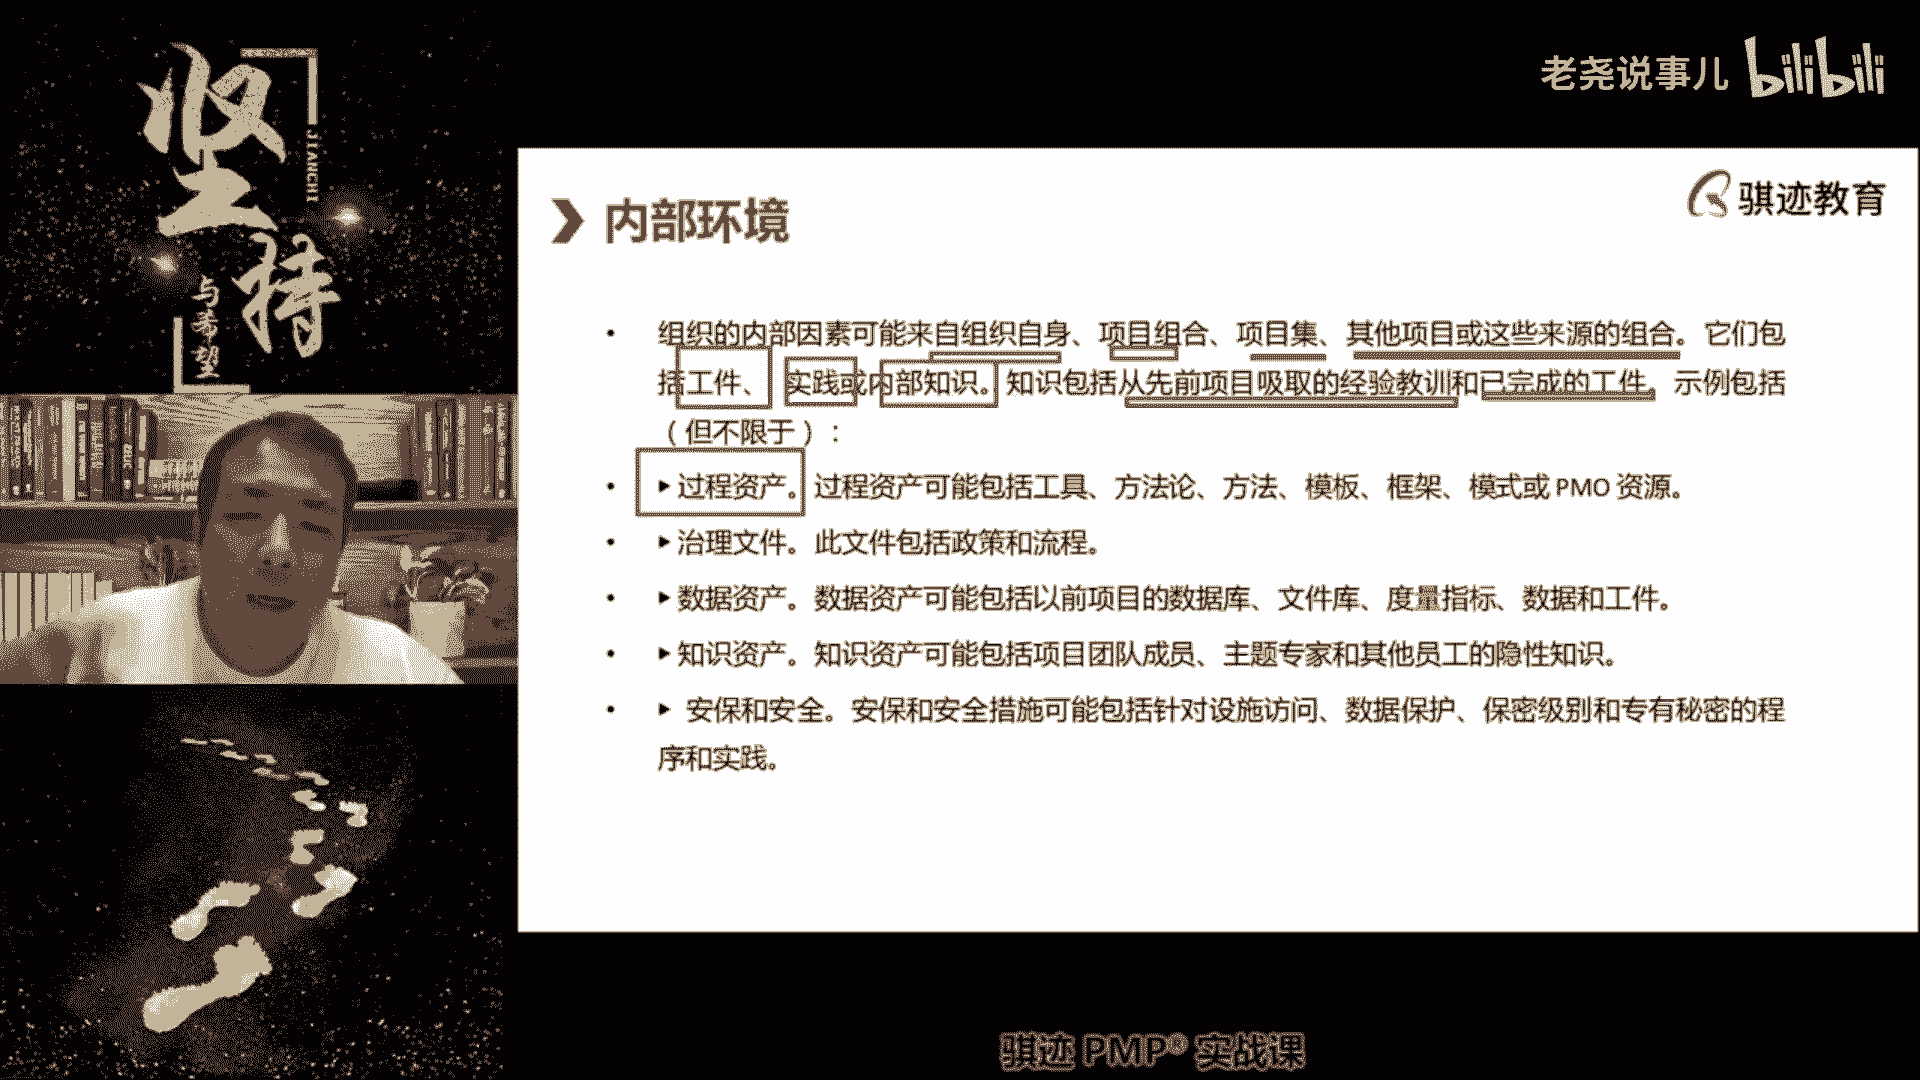 坚持
JIANCHI
与希望
老尧说事儿 bilibili
骐迹教育
内部环境
• 组织的内部因素可能来自组织自身、项目组合、项目集、其他项目或这些来源的组合。它们包
括工件、实践或内部知识。知识包括从先前项目吸取的经验教训和已完成的工件。示例包括
（但不限于）：
• ▶过程资产。过程资产可能包括工具、方法论、方法、模板、框架、模式或 PMO 资源。
• ▶治理文件。此文件包括政策和流程。
• ▶数据资产。数据资产可能包括以前项目的数据库、文件库、度量指标、数据和工件。
• ▶知识资产。知识资产可能包括项目团队成员、主题专家和其他员工的隐性知识。
• ▶ 安保和安全。安保和安全措施可能包括针对设施访问、数据保护、保密级别和专有秘密的程
序和实践。
骐迹 PMP® 实战课